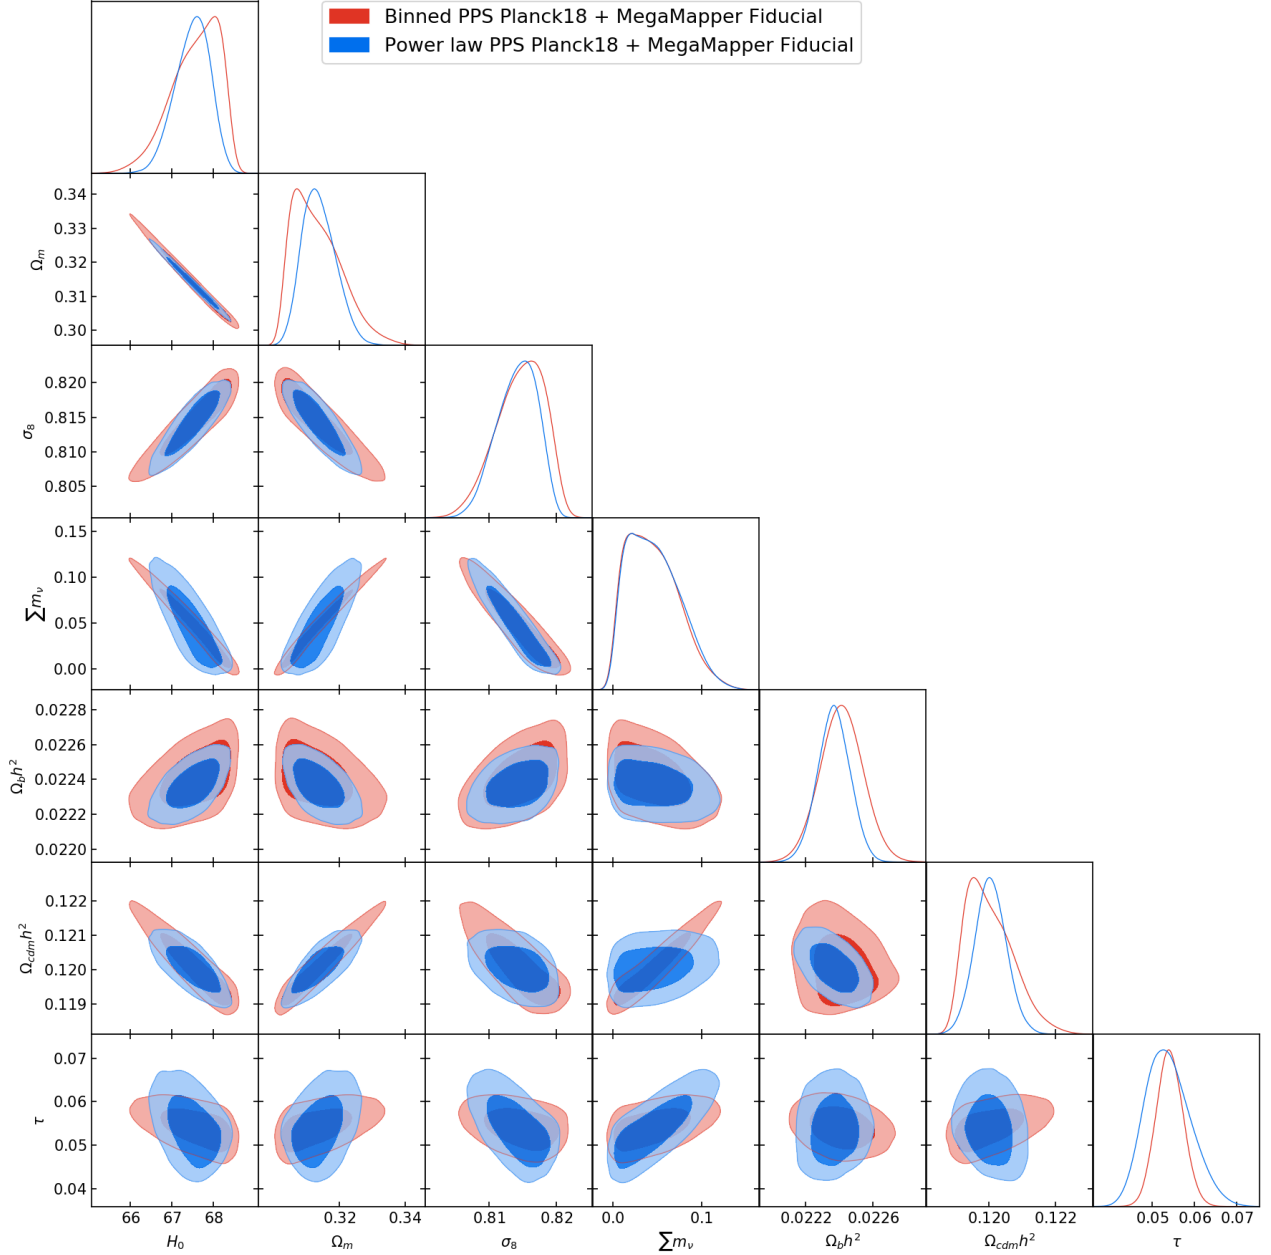 Binned PPS Planck18 + MegaMapper Fiducial
Power law PPS Planck18 + MegaMapper Fiducial
0.34
0.33
0.32
0.31
0.30
Ωm
0.820
0.815
0.810
0.805
σ8
0.15
0.10
0.05
0.00
∑mν
0.0228
0.0226
0.0224
0.0222
0.0220
Ωbh²
0.122
0.121
0.120
0.119
Ωcdmh²
0.07
0.06
0.05
0.04
τ
66 67 68 0.32 0.34 0.81 0.82 0.0 0.1 0.0222 0.0226 0.120 0.122 0.05 0.06 0.07
H0 Ωm σ8 ∑mν Ωbh² Ωcdmh² τ